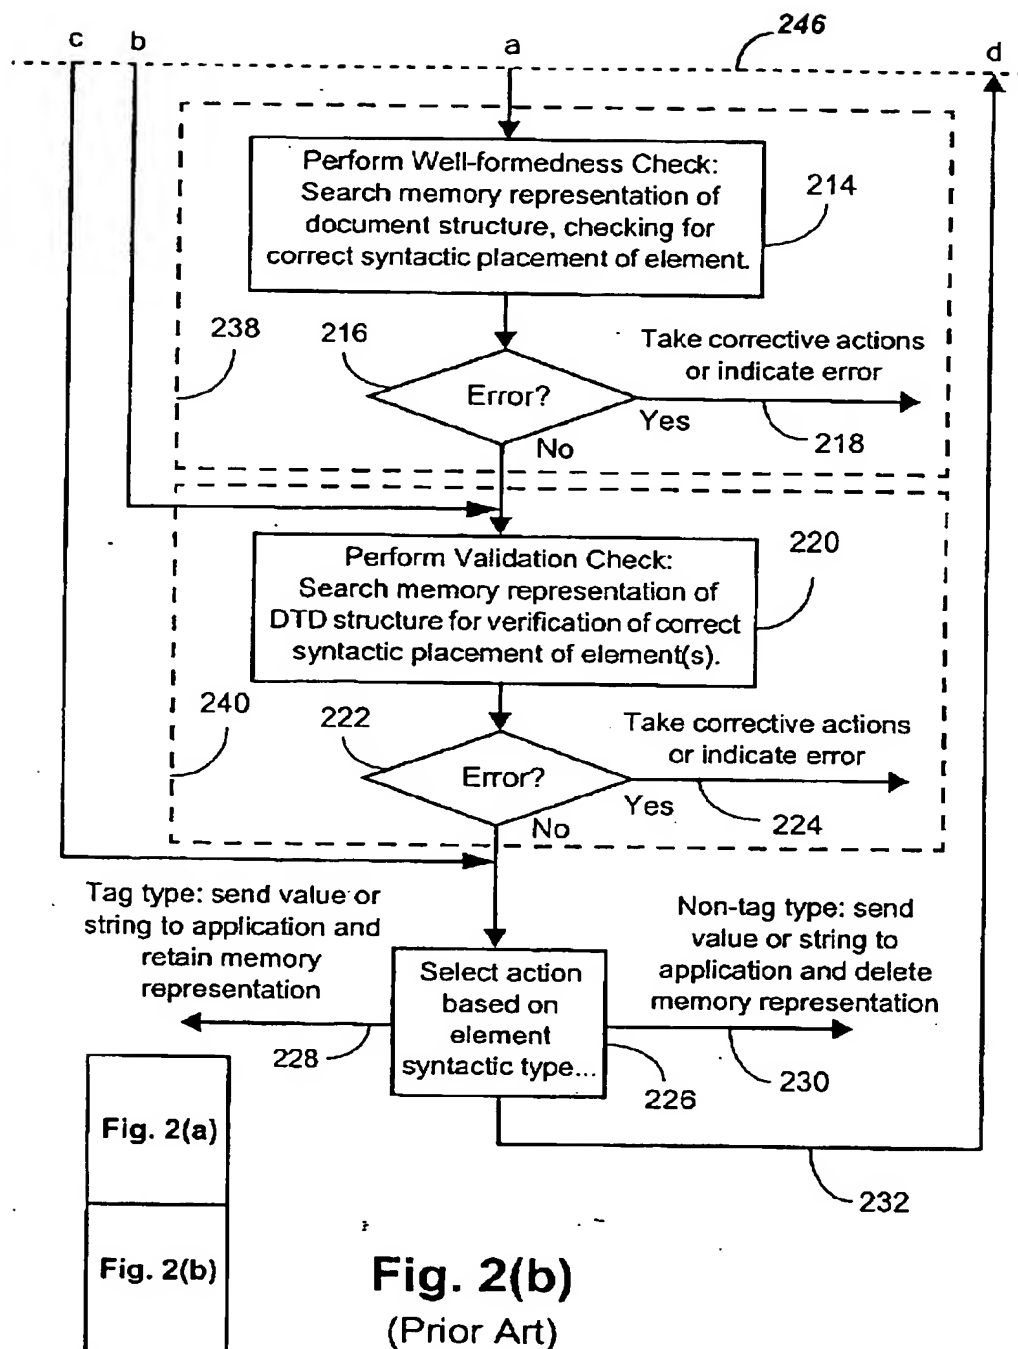 c b a 246 d
Perform Well-formedness Check:
Search memory representation of
document structure, checking for
correct syntactic placement of element.
214
238
216
Error?
Take corrective actions
or indicate error
Yes
218
No
Perform Validation Check:
Search memory representation of
DTD structure for verification of correct
syntactic placement of element(s).
220
240
222
Error?
Take corrective actions
or indicate error
Yes
224
No
Tag type: send value or
string to application and
retain memory
representation
228
Select action
based on
element
syntactic type...
226
Non-tag type: send
value or string to
application and delete
memory representation
230
232
Fig. 2(a)
Fig. 2(b)
Fig. 2(b)
(Prior Art)